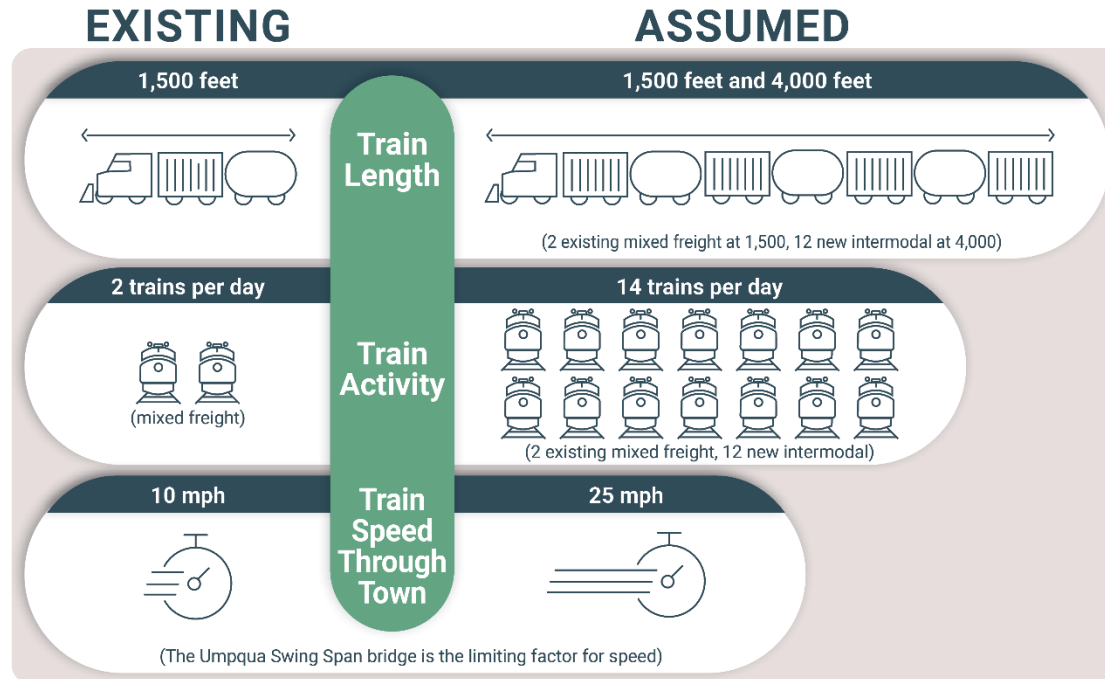 EXISTING
ASSUMED
1,500 feet
Train
Length
1,500 feet and 4,000 feet
(2 existing mixed freight at 1,500, 12 new intermodal at 4,000)
2 trains per day
(mixed freight)
Train
Activity
14 trains per day
(2 existing mixed freight, 12 new intermodal)
10 mph
Train
Speed
Through
Town
25 mph
(The Umpqua Swing Span bridge is the limiting factor for speed)